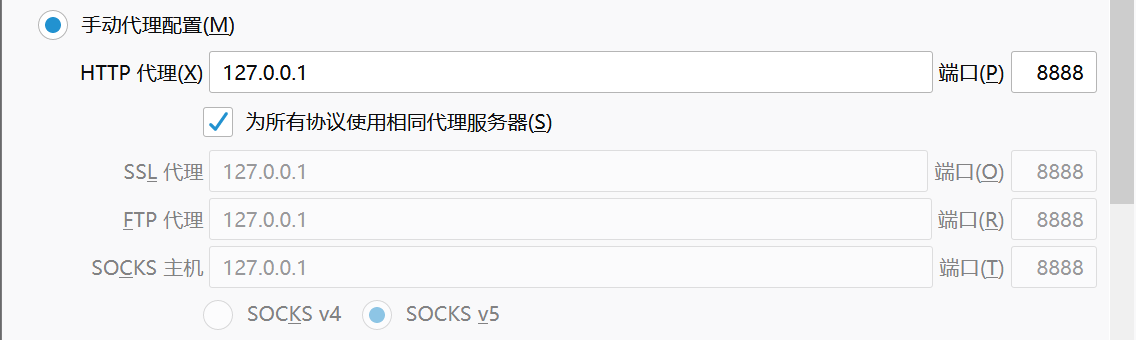 手动代理配置(M)
HTTP 代理(X) 127.0.0.1 端口(P) 8888
为所有协议使用相同代理服务器(S)
SSL 代理 127.0.0.1 端口(O) 8888
FTP 代理 127.0.0.1 端口(R) 8888
SOCKS 主机 127.0.0.1 端口(T) 8888
SOCKS v4 SOCKS v5